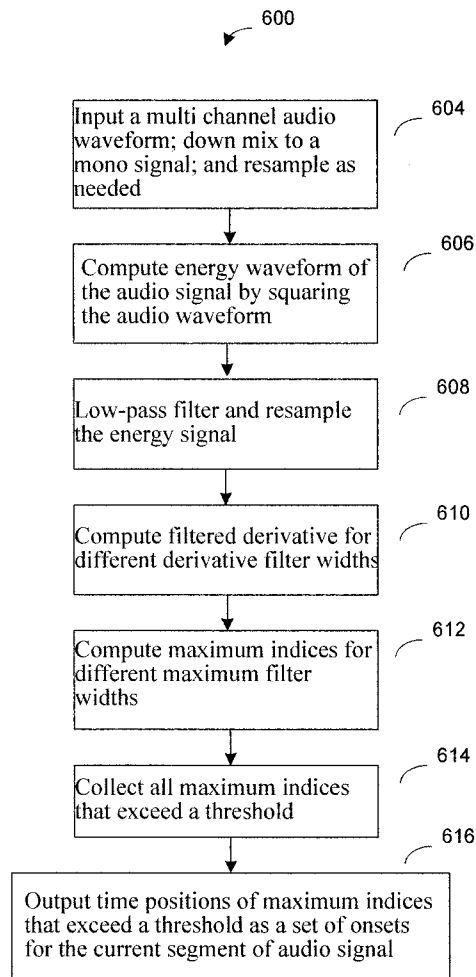 600
604
Input a multi channel audio
waveform; down mix to a
mono signal; and resample as
needed
606
Compute energy waveform of
the audio signal by squaring
the audio waveform
608
Low-pass filter and resample
the energy signal
610
Compute filtered derivative for
different derivative filter widths
612
Compute maximum indices for
different maximum filter
widths
614
Collect all maximum indices
that exceed a threshold
616
Output time positions of maximum indices
that exceed a threshold as a set of onsets
for the current segment of audio signal